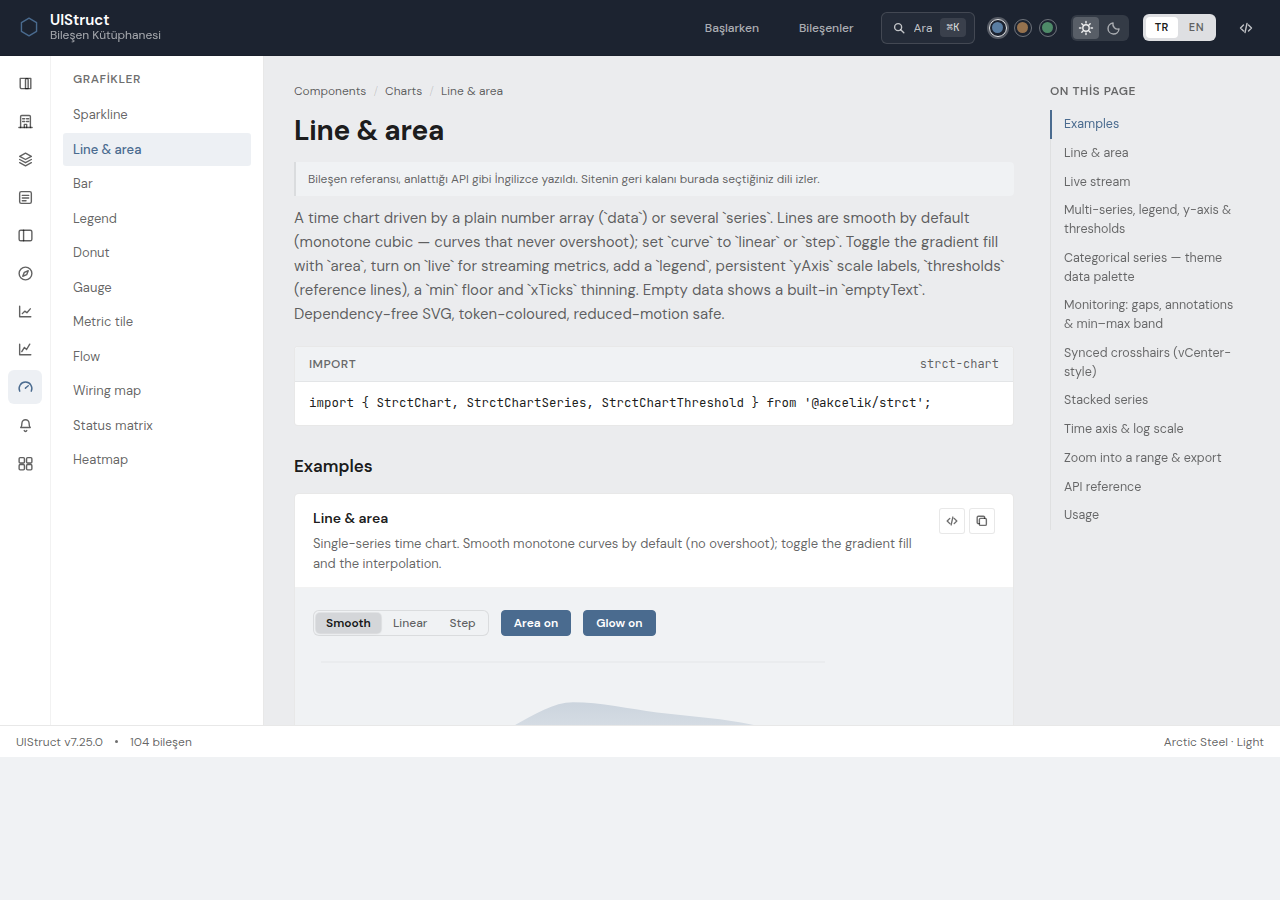 UIStruct
Bileşen Kütüphanesi
Başlarken
Bileşenler
Ara ⌘K
TR EN
GRAFİKLER
Sparkline
Line & area
Bar
Legend
Donut
Gauge
Metric tile
Flow
Wiring map
Status matrix
Heatmap
Components / Charts / Line & area
Line & area
Bileşen referansı, anlattığı API gibi İngilizce yazıldı. Sitenin geri kalanı burada seçtiğiniz dili izler.
A time chart driven by a plain number array (`data`) or several `series`. Lines are smooth by default
(monotone cubic — curves that never overshoot); set `curve` to `linear` or `step`. Toggle the gradient fill
with `area`, turn on `live` for streaming metrics, add a `legend`, persistent `yAxis` scale labels, `thresholds`
(reference lines), a `min` floor and `xTicks` thinning. Empty data shows a built-in `emptyText`.
Dependency-free SVG, token-coloured, reduced-motion safe.
IMPORT strct-chart
import { StrctChart, StrctChartSeries, StrctChartThreshold } from '@akcelik/strct';
Examples
Line & area
Single-series time chart. Smooth monotone curves by default (no overshoot); toggle the gradient fill
and the interpolation.
Smooth Linear Step Area on Glow on
ON THİS PAGE
Examples
Line & area
Live stream
Multi-series, legend, y-axis &
thresholds
Categorical series — theme
data palette
Monitoring: gaps, annotations
& min–max band
Synced crosshairs (vCenter-
style)
Stacked series
Time axis & log scale
Zoom into a range & export
API reference
Usage
UIStruct v7.25.0 • 104 bileşen
Arctic Steel · Light